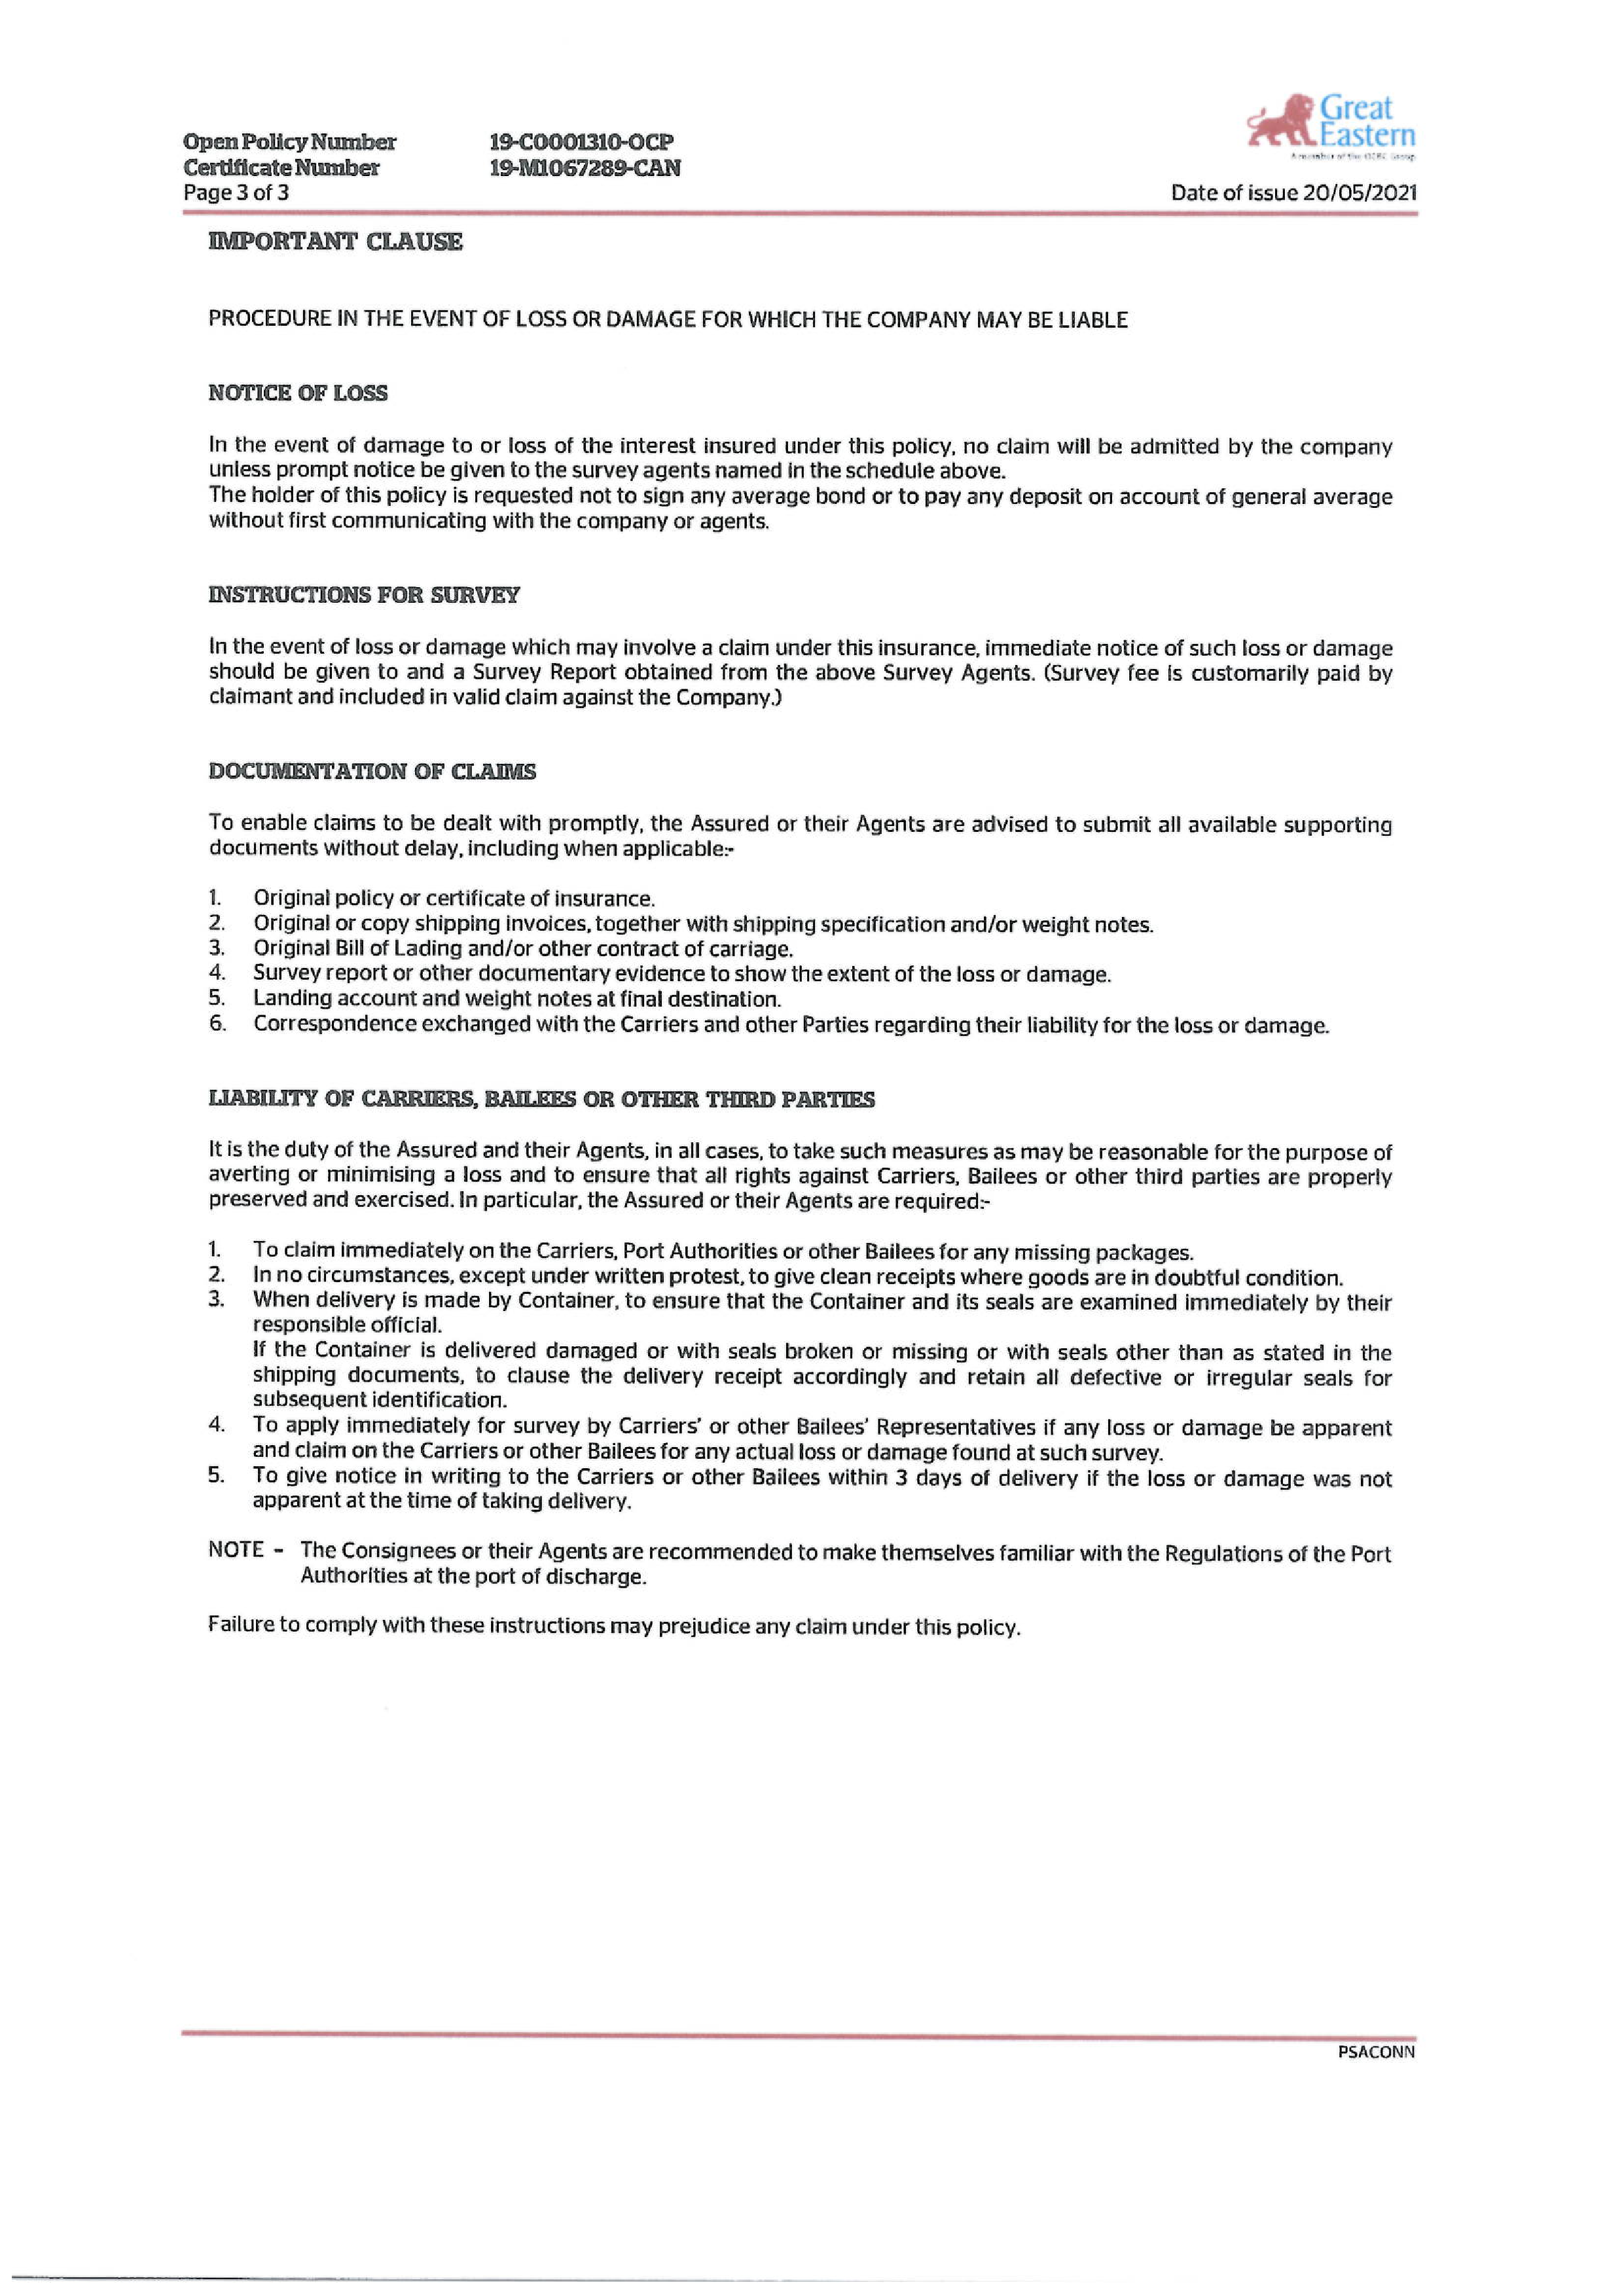 Great
Eastern
A member of the OCBC Group
Open Policy Number 19-C0001310-OCP
Certificate Number 19-M1067289-CAN
Page 3 of 3 Date of issue 20/05/2021
IMPORTANT CLAUSE
PROCEDURE IN THE EVENT OF LOSS OR DAMAGE FOR WHICH THE COMPANY MAY BE LIABLE
NOTICE OF LOSS
In the event of damage to or loss of the interest insured under this policy, no claim will be admitted by the company
unless prompt notice be given to the survey agents named in the schedule above.
The holder of this policy is requested not to sign any average bond or to pay any deposit on account of general average
without first communicating with the company or agents.
INSTRUCTIONS FOR SURVEY
In the event of loss or damage which may involve a claim under this insurance, immediate notice of such loss or damage
should be given to and a Survey Report obtained from the above Survey Agents. (Survey fee is customarily paid by
claimant and included in valid claim against the Company.)
DOCUMENTATION OF CLAIMS
To enable claims to be dealt with promptly, the Assured or their Agents are advised to submit all available supporting
documents without delay, including when applicable:-
1. Original policy or certificate of insurance.
2. Original or copy shipping invoices, together with shipping specification and/or weight notes.
3. Original Bill of Lading and/or other contract of carriage.
4. Survey report or other documentary evidence to show the extent of the loss or damage.
5. Landing account and weight notes at final destination.
6. Correspondence exchanged with the Carriers and other Parties regarding their liability for the loss or damage.
LIABILITY OF CARRIERS, BAILEES OR OTHER THIRD PARTIES
It is the duty of the Assured and their Agents, in all cases, to take such measures as may be reasonable for the purpose of
averting or minimising a loss and to ensure that all rights against Carriers, Bailees or other third parties are properly
preserved and exercised. In particular, the Assured or their Agents are required:-
1. To claim immediately on the Carriers, Port Authorities or other Bailees for any missing packages.
2. In no circumstances, except under written protest, to give clean receipts where goods are in doubtful condition.
3. When delivery is made by Container, to ensure that the Container and its seals are examined immediately by their
responsible official.
If the Container is delivered damaged or with seals broken or missing or with seals other than as stated in the
shipping documents, to clause the delivery receipt accordingly and retain all defective or irregular seals for
subsequent identification.
4. To apply immediately for survey by Carriers' or other Bailees' Representatives if any loss or damage be apparent
and claim on the Carriers or other Bailees for any actual loss or damage found at such survey.
5. To give notice in writing to the Carriers or other Bailees within 3 days of delivery if the loss or damage was not
apparent at the time of taking delivery.
NOTE - The Consignees or their Agents are recommended to make themselves familiar with the Regulations of the Port
Authorities at the port of discharge.
Failure to comply with these instructions may prejudice any claim under this policy.
PSACONN